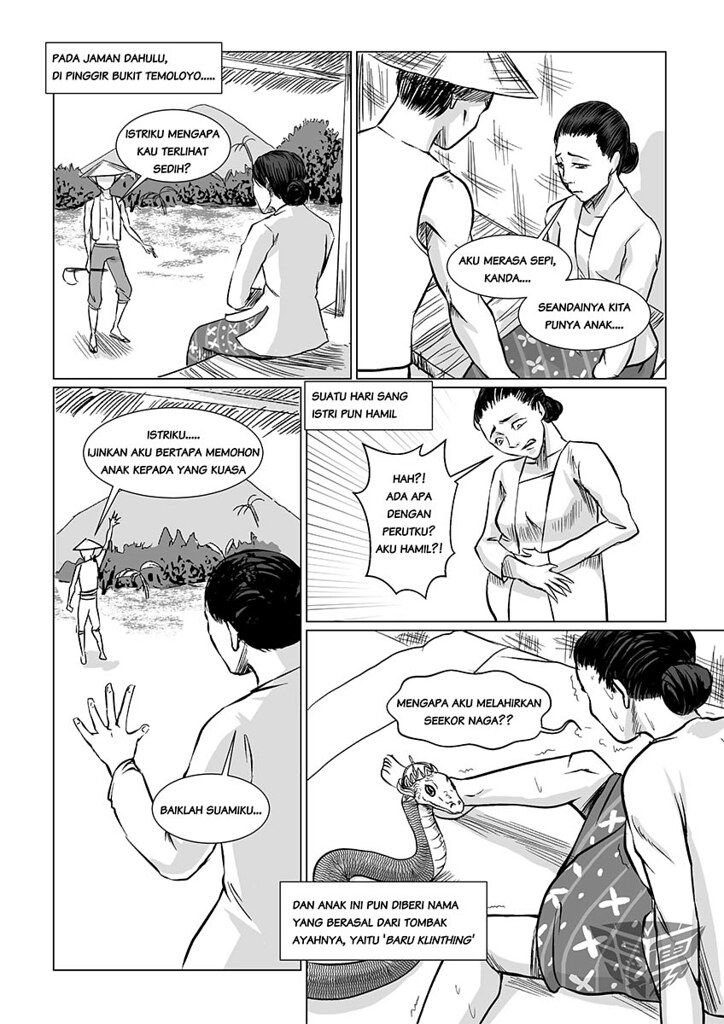 PADA JAMAN DAHULU,
DI PINGGIR BUKIT TEMOLOYO.....
ISTRIKU MENGAPA
KAU TERLIHAT
SEDIH?
AKU MERASA SEPI,
KANDA....
SEANDAINYA KITA
PUNYA ANAK....
ISTRIKU.....
IJINKAN AKU BERTAPA MEMOHON
ANAK KEPADA YANG KUASA
BAIKLAH SUAMIKU...
SUATU HARI SANG
ISTRI PUN HAMIL
HAH?!
ADA APA
DENGAN
PERUTKU?
AKU HAMIL?!
MENGAPA AKU MELAHIRKAN
SEEKOR NAGA??
DAN ANAK INI PUN DIBERI NAMA
YANG BERASAL DARI TOMBAK
AYAHNYA, YAITU 'BARU KLINTHING'